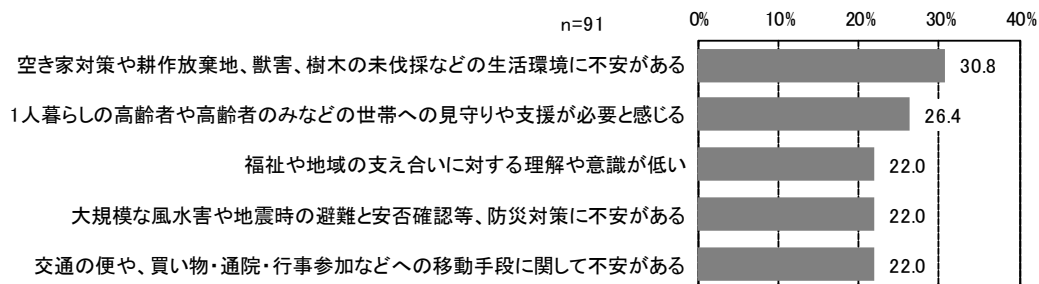 n=91
0% 10% 20% 30% 40%
空き家対策や耕作放棄地、獣害、樹木の未伐採などの生活環境に不安がある 30.8
1人暮らしの高齢者や高齢者のみなどの世帯への見守りや支援が必要と感じる 26.4
福祉や地域の支え合いに対する理解や意識が低い 22.0
大規模な風水害や地震時の避難と安否確認等、防災対策に不安がある 22.0
交通の便や、買い物・通院・行事参加などへの移動手段に関して不安がある 22.0